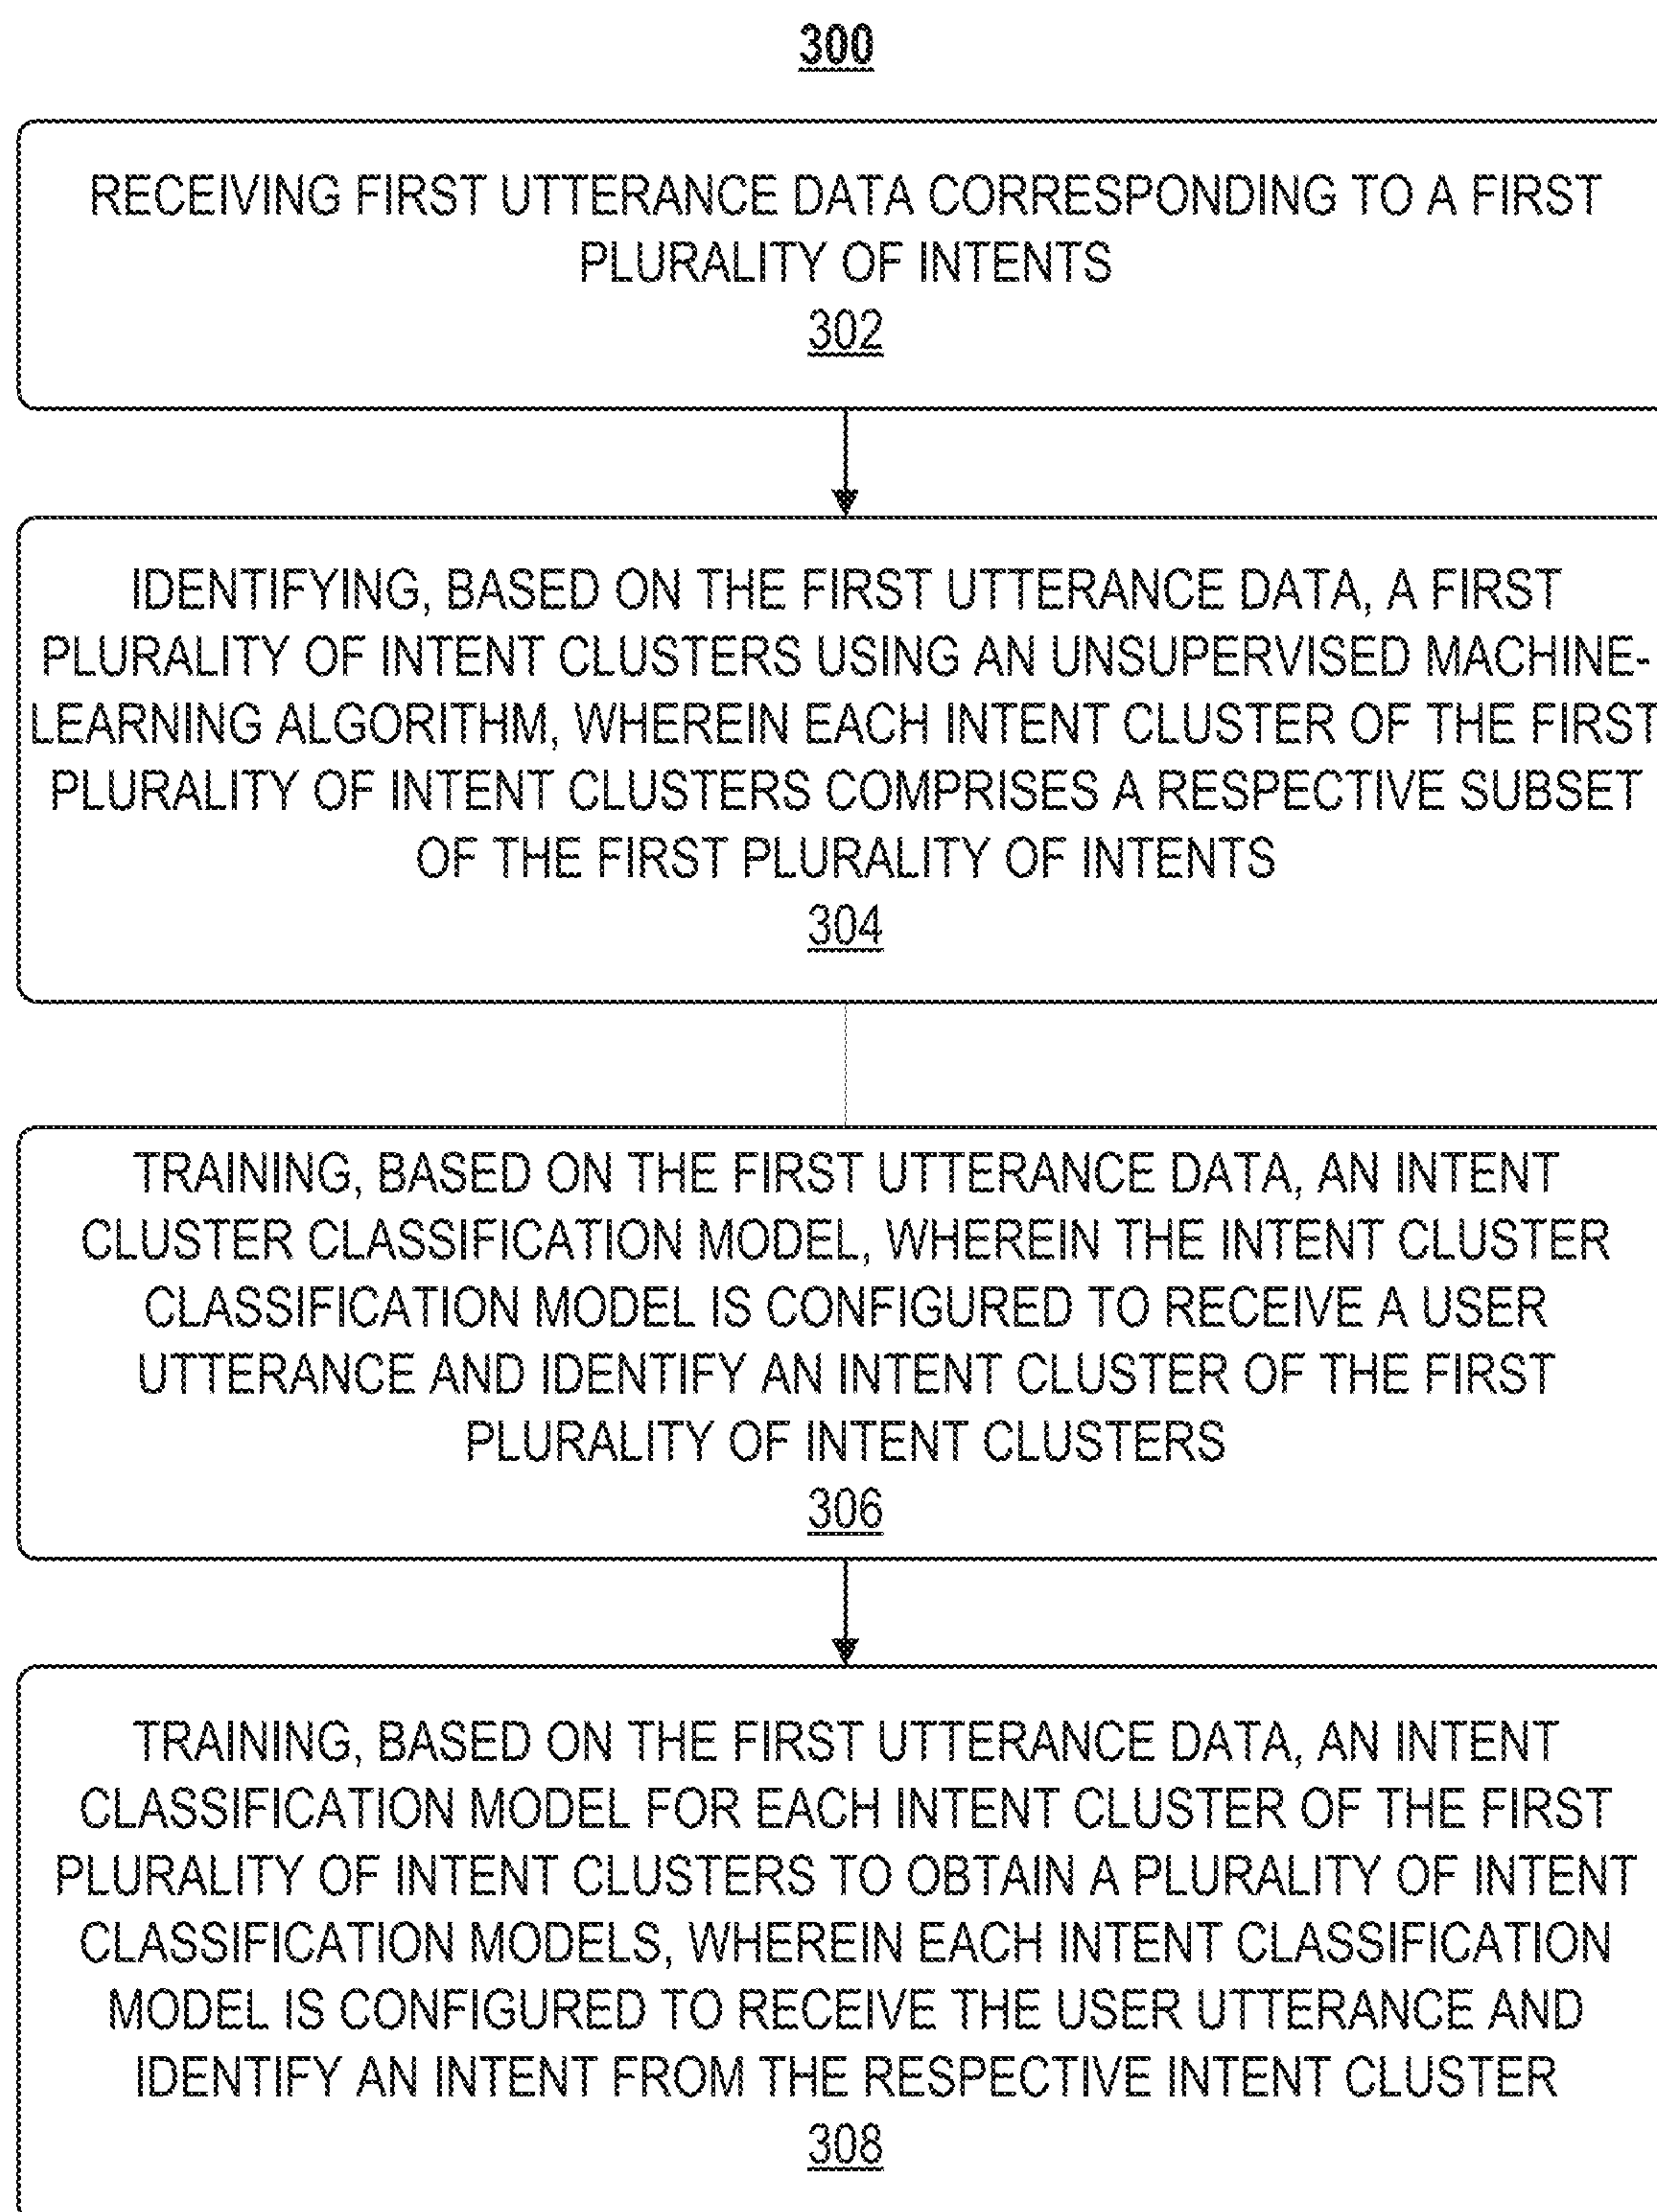 300
RECEIVING FIRST UTTERANCE DATA CORRESPONDING TO A FIRST
PLURALITY OF INTENTS
302
IDENTIFYING, BASED ON THE FIRST UTTERANCE DATA, A FIRST
PLURALITY OF INTENT CLUSTERS USING AN UNSUPERVISED MACHINE-
LEARNING ALGORITHM, WHEREIN EACH INTENT CLUSTER OF THE FIRST
PLURALITY OF INTENT CLUSTERS COMPRISES A RESPECTIVE SUBSET
OF THE FIRST PLURALITY OF INTENTS
304
TRAINING, BASED ON THE FIRST UTTERANCE DATA, AN INTENT
CLUSTER CLASSIFICATION MODEL, WHEREIN THE INTENT CLUSTER
CLASSIFICATION MODEL IS CONFIGURED TO RECEIVE A USER
UTTERANCE AND IDENTIFY AN INTENT CLUSTER OF THE FIRST
PLURALITY OF INTENT CLUSTERS
306
TRAINING, BASED ON THE FIRST UTTERANCE DATA, AN INTENT
CLASSIFICATION MODEL FOR EACH INTENT CLUSTER OF THE FIRST
PLURALITY OF INTENT CLUSTERS TO OBTAIN A PLURALITY OF INTENT
CLASSIFICATION MODELS, WHEREIN EACH INTENT CLASSIFICATION
MODEL IS CONFIGURED TO RECEIVE THE USER UTTERANCE AND
IDENTIFY AN INTENT FROM THE RESPECTIVE INTENT CLUSTER
308